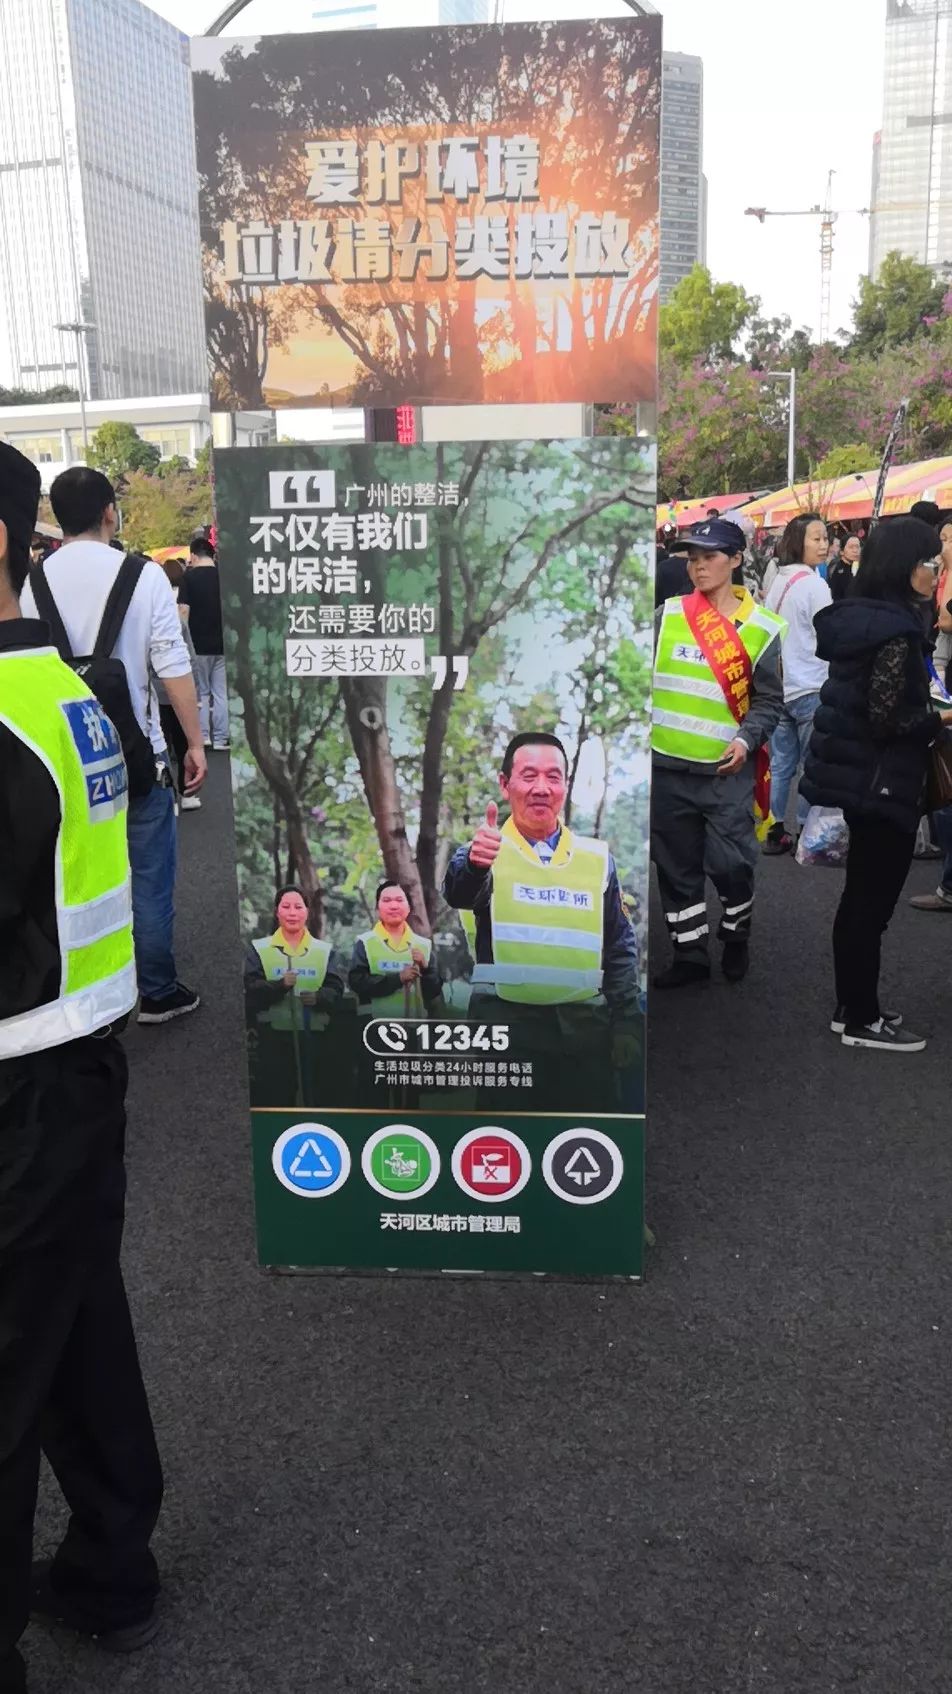 爱护环境
垃圾请分类投放
广州的整洁，
不仅有我们
的保洁，
还需要你的
分类投放。
天环监所
12345
生活垃圾分类24小时服务电话
广州市城市管理投诉服务专线
天河区城市管理局
天河城市管理
天环
执
ZH